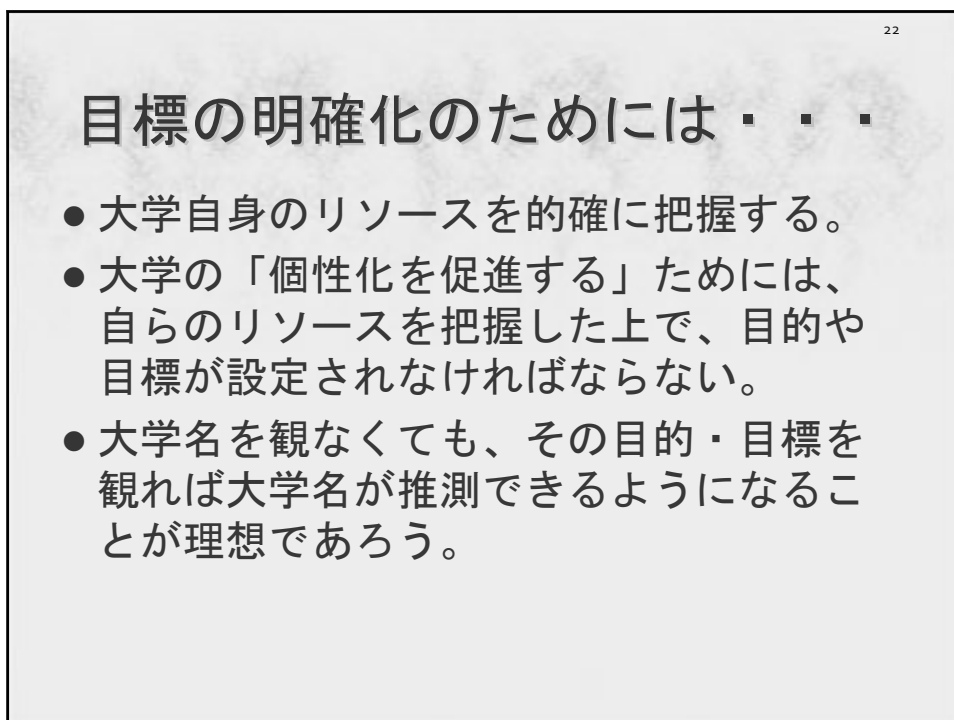 22
目標の明確化のためには・・・
● 大学自身のリソースを的確に把握する。
● 大学の「個性化を促進する」ためには、
自らのリソースを把握した上で、目的や
目標が設定されなければならない。
● 大学名を観なくても、その目的・目標を
観れば大学名が推測できるようになるこ
とが理想であろう。